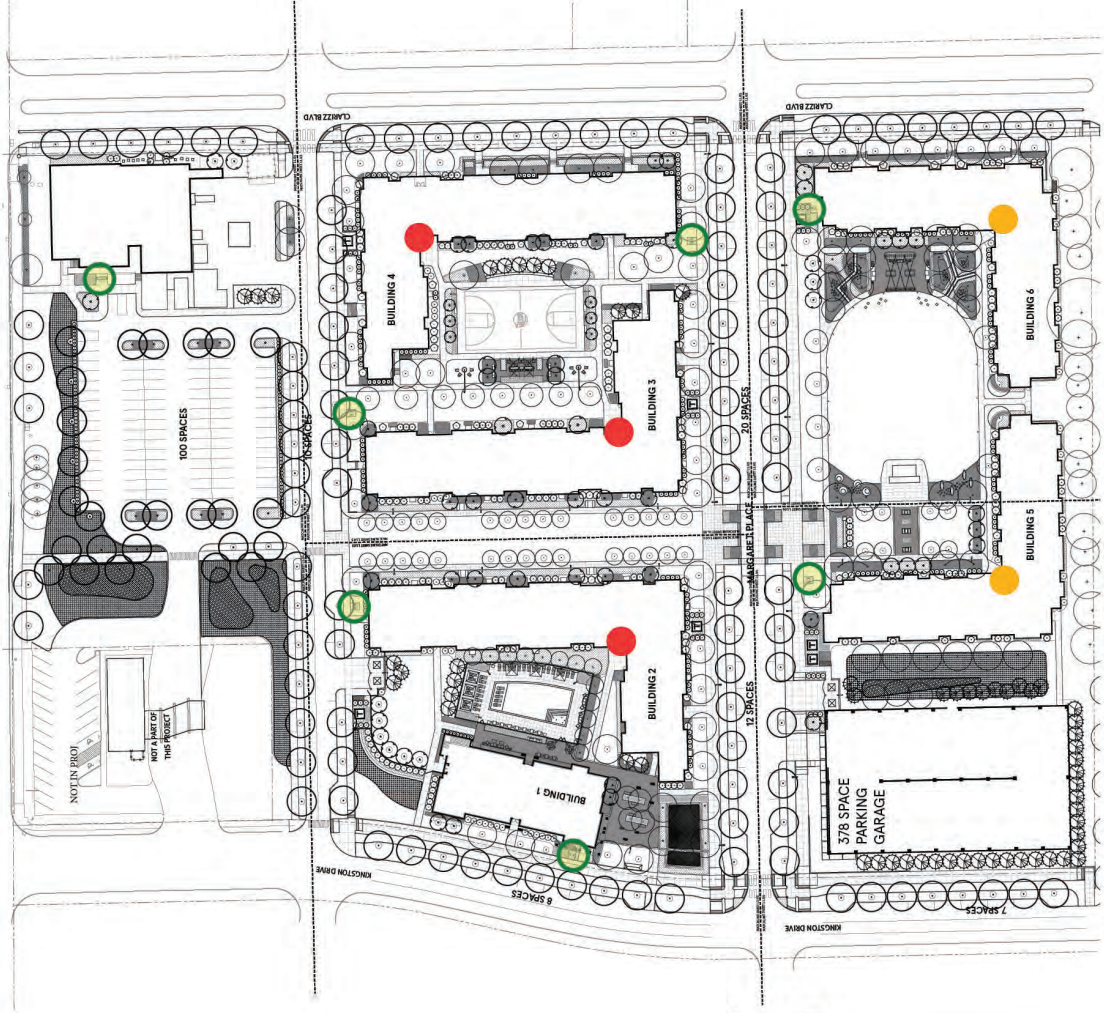 CLARIZZ BLVD
CLARIZZ BLVD
BUILDING 4
BUILDING 6
BUILDING 3
100 SPACES
20 SPACES
BUILDING 5
MARGARET PLACE
BUILDING 2
12 SPACES
NOT A PART OF
THIS PROJECT
NOT IN PROJ
BUILDING 1
378 SPACE
PARKING
GARAGE
KINGSTON DRIVE
8 SPACES
KINGSTON DRIVE
7 SPACES